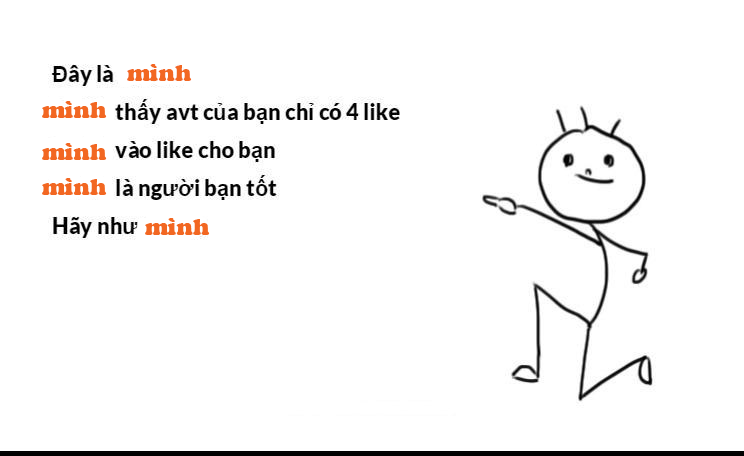 Đây là mình
mình thấy avt của bạn chỉ có 4 like
mình vào like cho bạn
mình là người bạn tốt
Hãy như mình